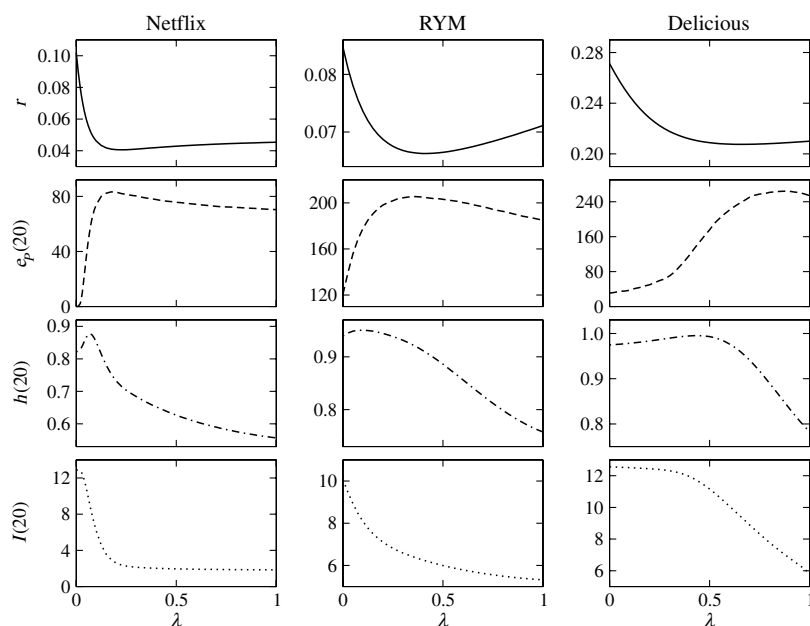 Netflix RYM Delicious
r 0.10 0.08 0.06 0.04
0.08 0.07
0.28 0.24 0.20
e_P(20) 80 40 0
200 160 120
240 160 80 0
h(20) 0.9 0.8 0.7 0.6
0.9 0.8
1.0 0.9 0.8
I(20) 12 8 4 0
10 8 6
12 10 8 6
0 0.5 1 0 0.5 1 0 0.5 1
λ λ λ